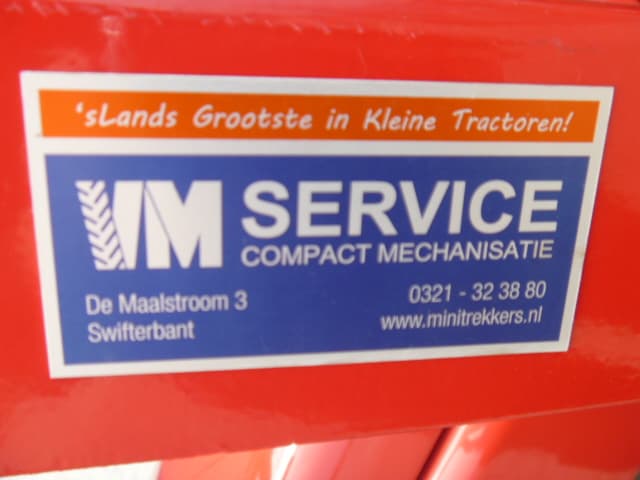 'sLands Grootste in Kleine Tractoren!
VM SERVICE
COMPACT MECHANISATIE
De Maalstroom 3
Swifterbant
0321 - 32 38 80
www.minitrekkers.nl